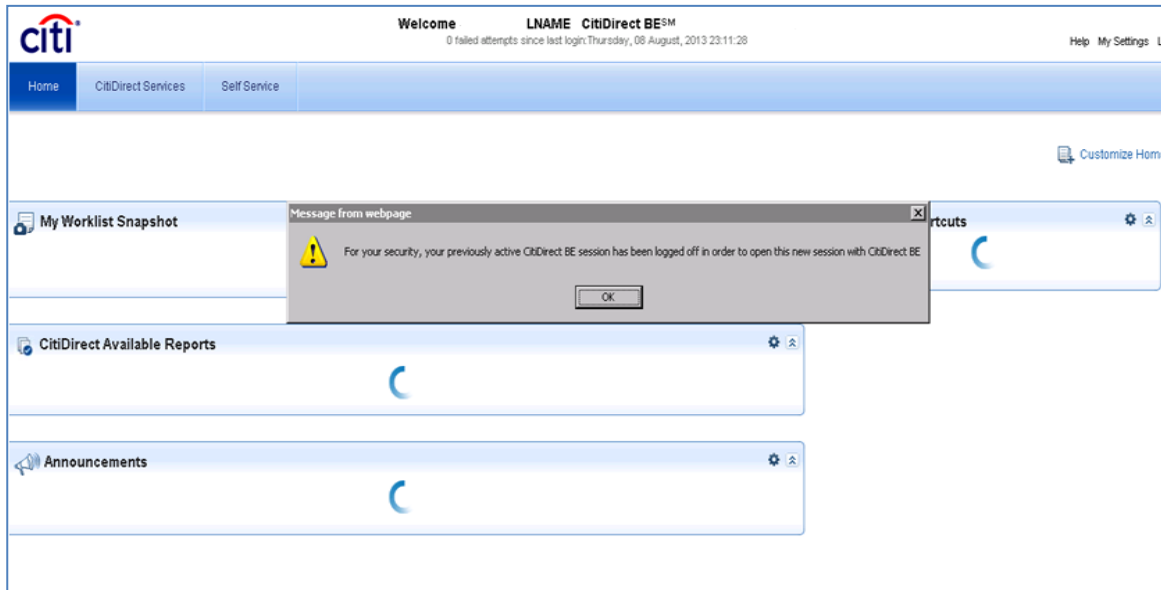 citi
Welcome LNAME CitiDirect BE℠
0 failed attempts since last login:Thursday, 08 August, 2013 23:11:28
Help My Settings L
Home CitiDirect Services Self Service
Customize Hom
My Worklist Snapshot
rtcuts
Message from webpage
For your security, your previously active CitiDirect BE session has been logged off in order to open this new session with CitiDirect BE
OK
CitiDirect Available Reports
Announcements